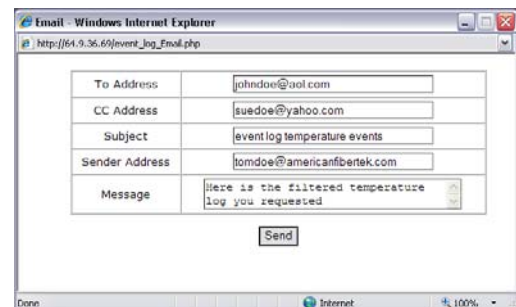 Email - Windows Internet Explorer
http://64.9.36.69/event_log_Email.php
To Address johndoe@aol.com
CC Address suedoe@yahoo.com
Subject event log temperature events
Sender Address tomdoe@americanfibertek.com
Message Here is the filtered temperature
log you requested
Send
Done Internet 100%